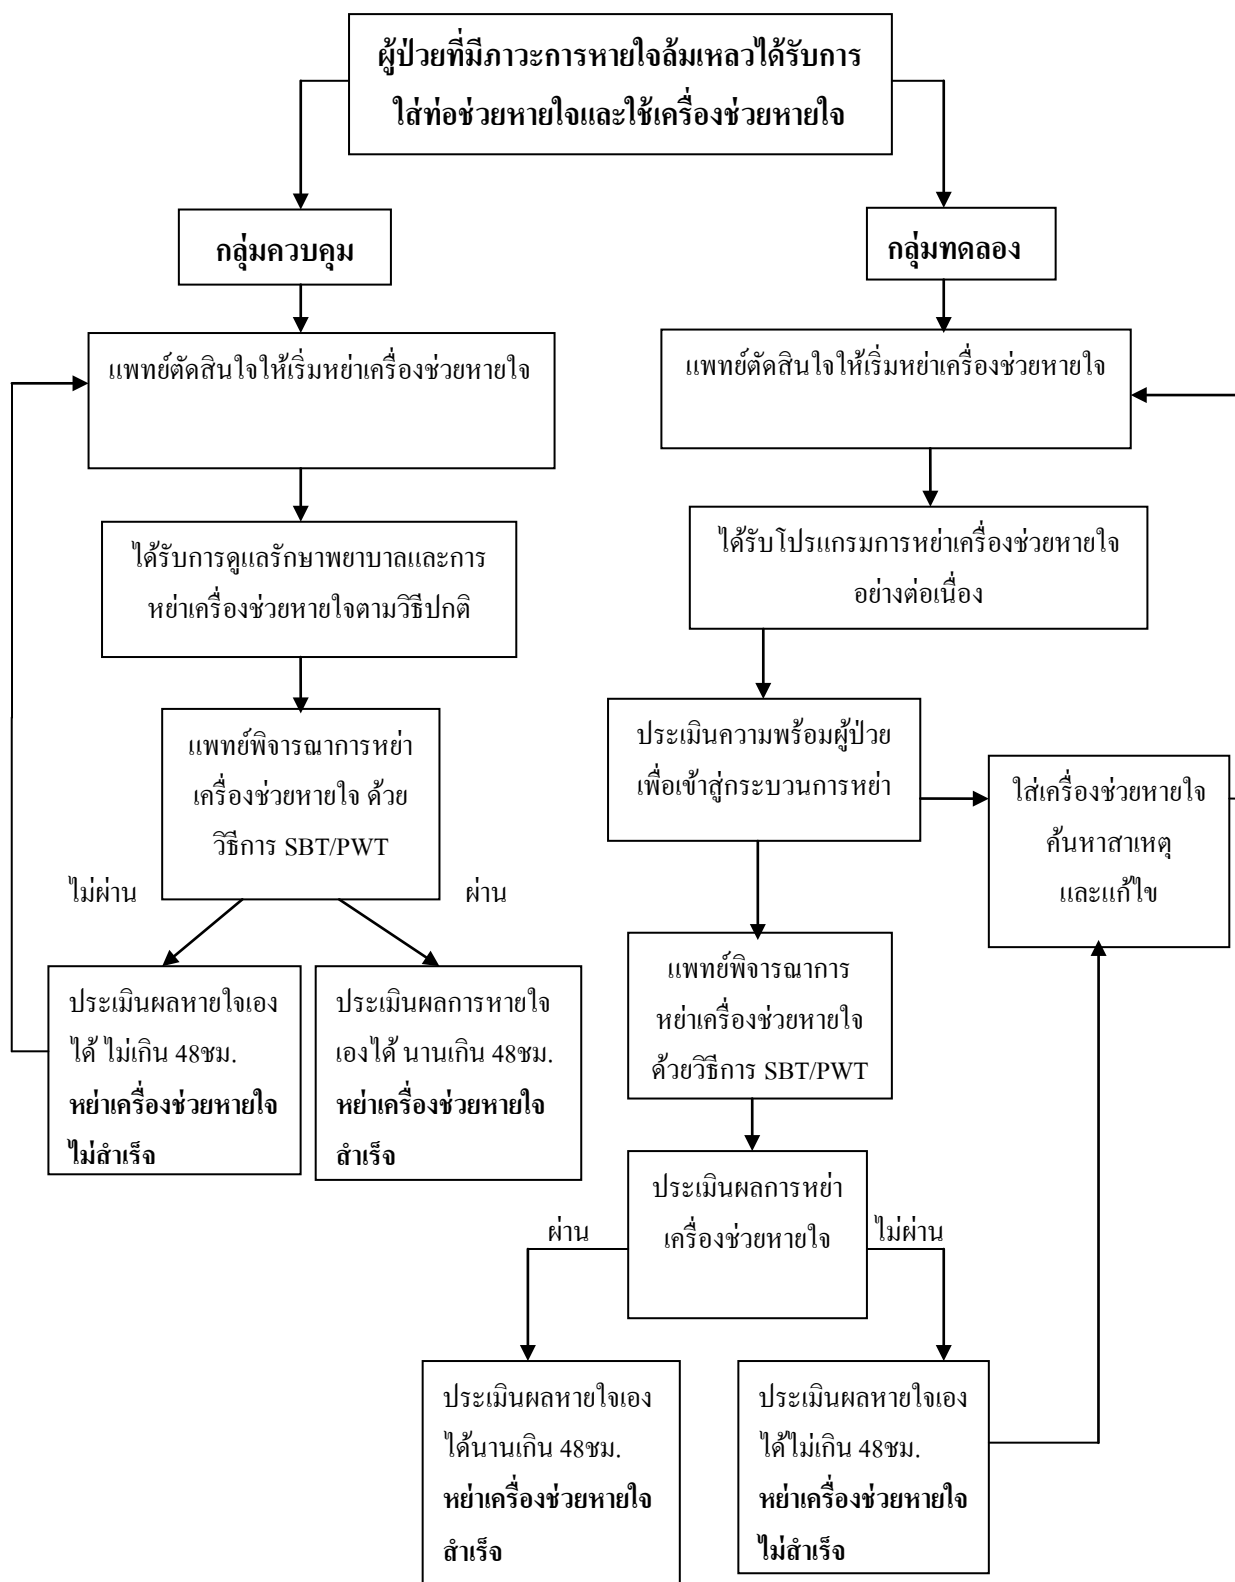 ผู้ป่วยที่มีภาวะการหายใจล้มเหลวได้รับการ
ใส่ท่อช่วยหายใจและใช้เครื่องช่วยหายใจ
กลุ่มควบคุม
แพทย์ตัดสินใจให้เริ่มหย่าเครื่องช่วยหายใจ
ได้รับการดูแลรักษาพยาบาลและการ
หย่าเครื่องช่วยหายใจตามวิธีปกติ
แพทย์พิจารณาการหย่า
เครื่องช่วยหายใจ ด้วย
วิธีการ SBT/PWT
ไม่ผ่าน
ผ่าน
ประเมินผลหายใจเอง
ได้ ไม่เกิน 48ชม.
หย่าเครื่องช่วยหายใจ
ไม่สำเร็จ
ประเมินผลการหายใจ
เองได้ นานเกิน 48ชม.
หย่าเครื่องช่วยหายใจ
สำเร็จ
กลุ่มทดลอง
แพทย์ตัดสินใจให้เริ่มหย่าเครื่องช่วยหายใจ
ได้รับโปรแกรมการหย่าเครื่องช่วยหายใจ
อย่างต่อเนื่อง
ประเมินความพร้อมผู้ป่วย
เพื่อเข้าสู่กระบวนการหย่า
ใส่เครื่องช่วยหายใจ
ค้นหาสาเหตุ
และแก้ไข
แพทย์พิจารณาการ
หย่าเครื่องช่วยหายใจ
ด้วยวิธีการ SBT/PWT
ประเมินผลการหย่า
เครื่องช่วยหายใจ
ผ่าน
ไม่ผ่าน
ประเมินผลหายใจเอง
ได้นานเกิน 48ชม.
หย่าเครื่องช่วยหายใจ
สำเร็จ
ประเมินผลหายใจเอง
ได้ไม่เกิน 48ชม.
หย่าเครื่องช่วยหายใจ
ไม่สำเร็จ